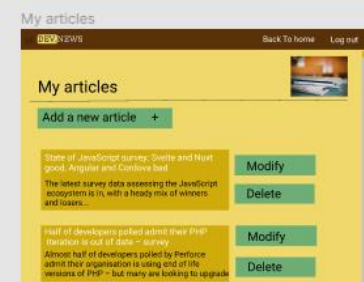 My articles
DEV NEWS
Back To home
Log out
My articles
Add a new article +
State of JavaScript survey: Svelte and Nuxt
good, Angular and Cordova bad
The latest survey data assessing the JavaScript
ecosystem is in, with a heady mix of winners
and losers...
Modify
Delete
Half of developers polled admit their PHP
iteration is out of date – survey
Almost half of developers polled by Perforce
admit their organisation is using end of life
versions of PHP – but many are looking to upgrade
Modify
Delete